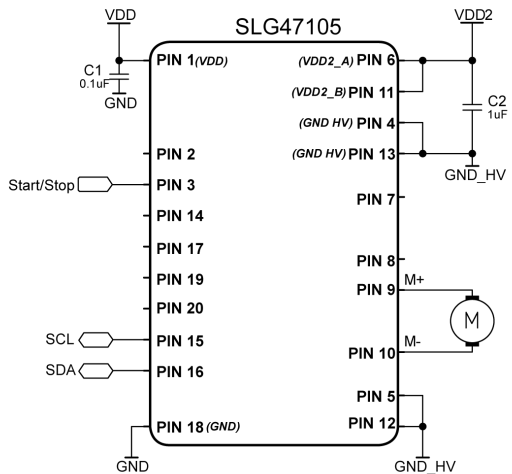 VDD
SLG47105
VDD2
PIN 1(VDD)
(VDD2_A) PIN 6
C1
0.1uF
GND
(VDD2_B) PIN 11
C2
1uF
(GND HV) PIN 4
PIN 2
(GND HV) PIN 13
GND_HV
Start/Stop
PIN 3
PIN 7
PIN 14
PIN 17
PIN 8
PIN 19
PIN 9
M+
PIN 20
M
SCL
PIN 15
PIN 10
M-
SDA
PIN 16
PIN 5
PIN 18 (GND)
PIN 12
GND
GND_HV